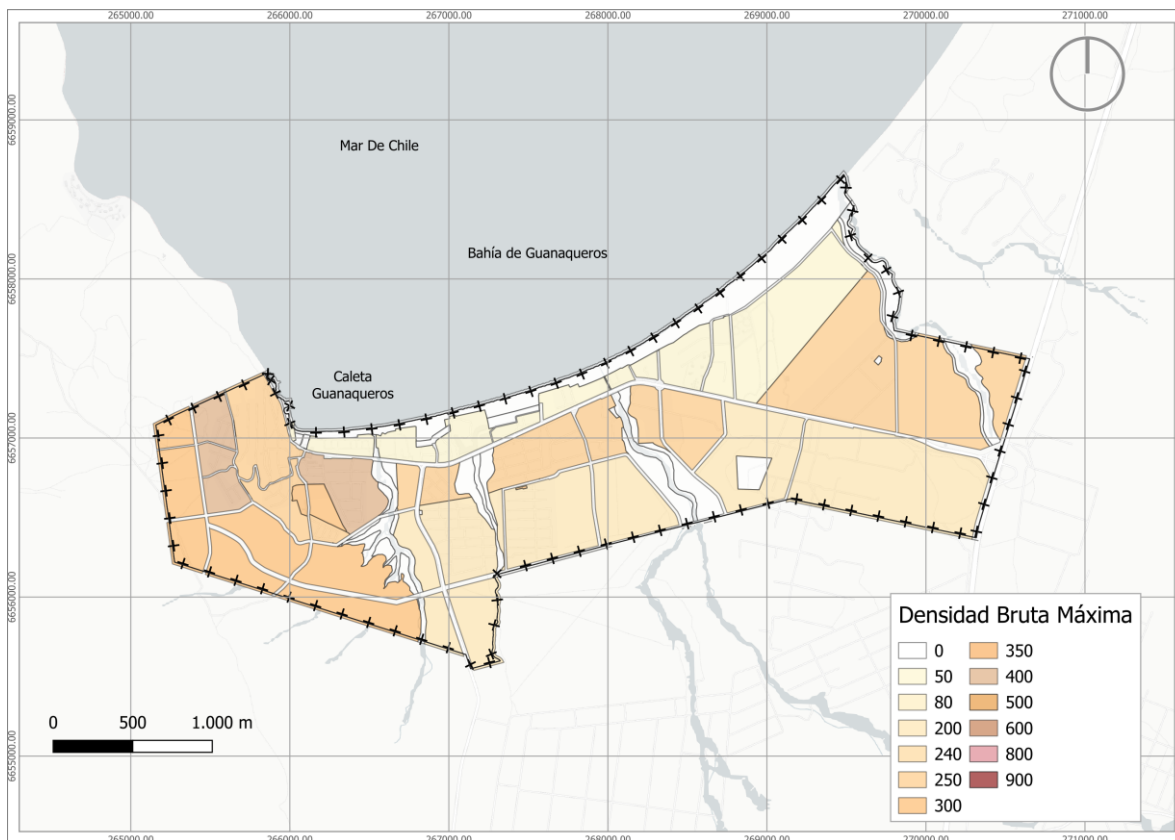 265000.00 266000.00 267000.00 268000.00 269000.00 270000.00 271000.00
6659000.00
Mar De Chile
Bahía de Guanaqueros
6658000.00
Caleta
Guanaqueros
6657000.00
6656000.00
Densidad Bruta Máxima
0 350
50 400
80 500
200 600
240 800
250 900
300
0 500 1.000 m
6655000.00
265000.00 266000.00 267000.00 268000.00 269000.00 270000.00 271000.00